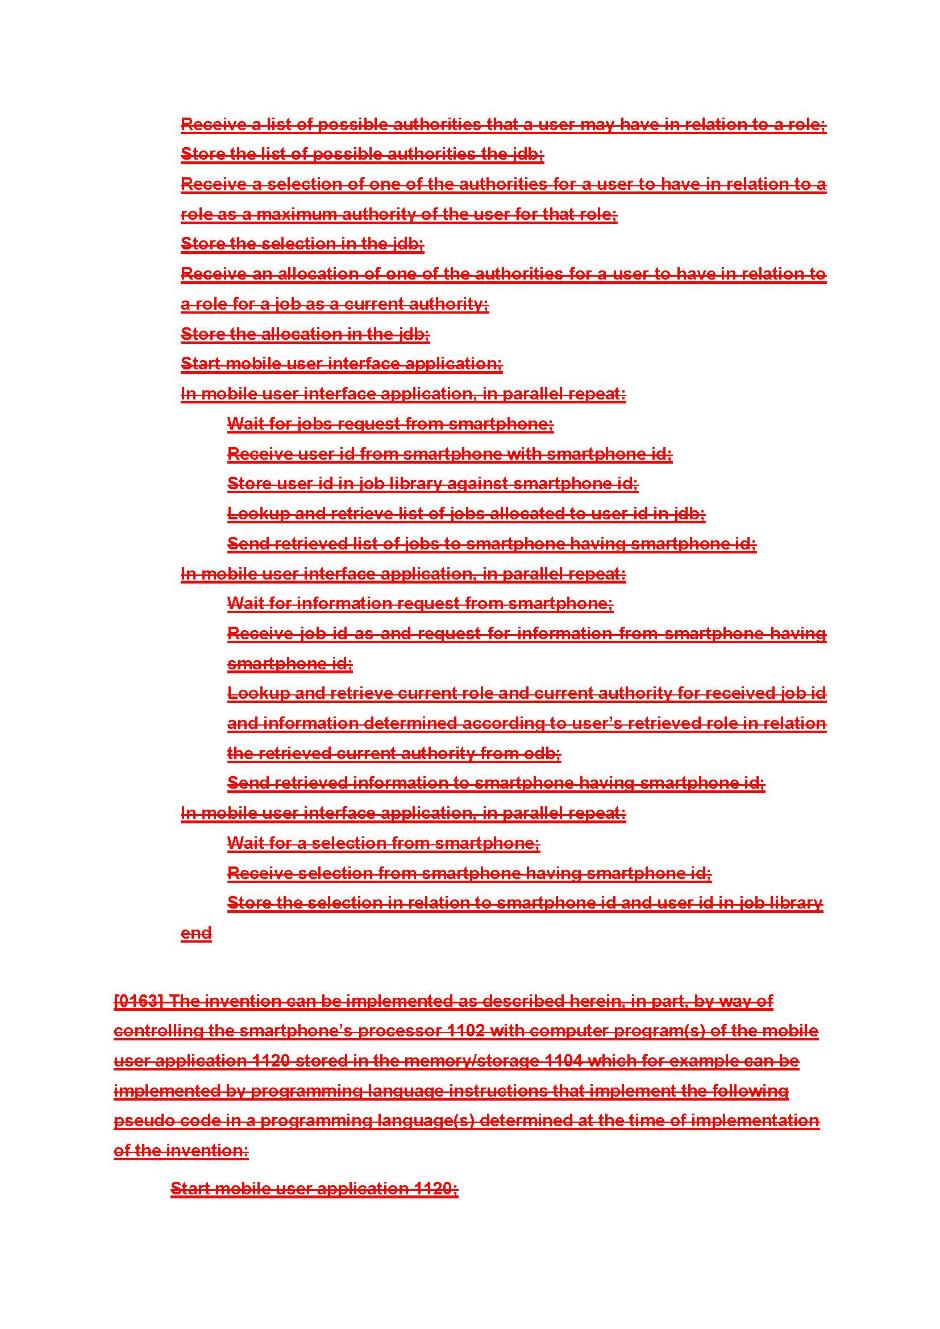 Receive a list of possible authorities that a user may have in relation to a role;
Store the list of possible authorities the jdb;
Receive a selection of one of the authorities for a user to have in relation to a
role as a maximum authority of the user for that role;
Store the selection in the jdb;
Receive an allocation of one of the authorities for a user to have in relation to
a role for a job as a current authority;
Store the allocation in the jdb;
Start mobile user interface application;
In mobile user interface application, in parallel repeat:
Wait for jobs request from smartphone;
Receive user id from smartphone with smartphone id;
Store user id in job library against smartphone id;
Lookup and retrieve list of jobs allocated to user id in jdb;
Send retrieved list of jobs to smartphone having smartphone id;
In mobile user interface application, in parallel repeat:
Wait for information request from smartphone;
Receive job id as and request for information from smartphone having
smartphone id;
Lookup and retrieve current role and current authority for received job id
and information determined according to user's retrieved role in relation
the retrieved current authority from odb;
Send retrieved information to smartphone having smartphone id;
In mobile user interface application, in parallel repeat:
Wait for a selection from smartphone;
Receive selection from smartphone having smartphone id;
Store the selection in relation to smartphone id and user id in job library
end
[0163] The invention can be implemented as described herein, in part, by way of
controlling the smartphone's processor 1102 with computer program(s) of the mobile
user application 1120 stored in the memory/storage 1104 which for example can be
implemented by programming language instructions that implement the following
pseudo code in a programming language(s) determined at the time of implementation
of the invention:
Start mobile user application 1120;